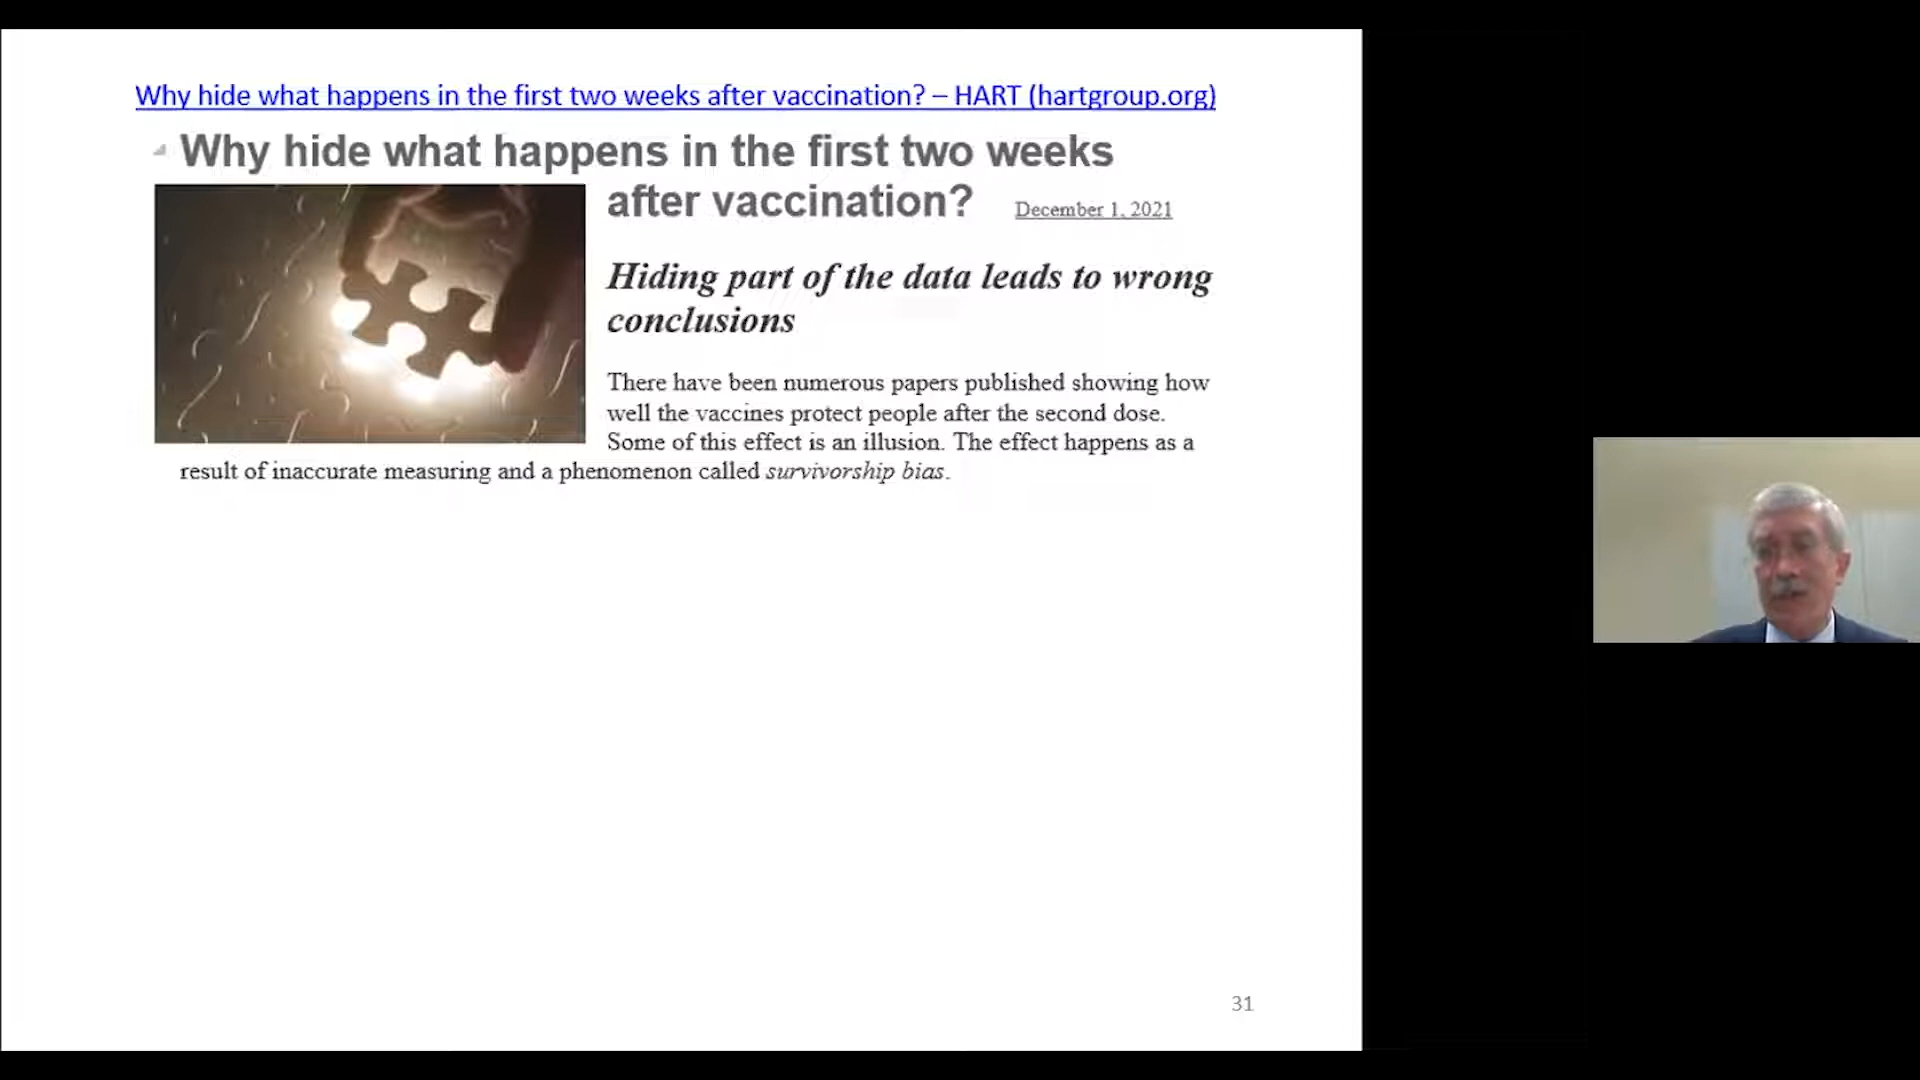 Why hide what happens in the first two weeks after vaccination? – HART (hartgroup.org)
Why hide what happens in the first two weeks
after vaccination? December 1, 2021
Hiding part of the data leads to wrong
conclusions
There have been numerous papers published showing how
well the vaccines protect people after the second dose.
Some of this effect is an illusion. The effect happens as a
result of inaccurate measuring and a phenomenon called survivorship bias.
31